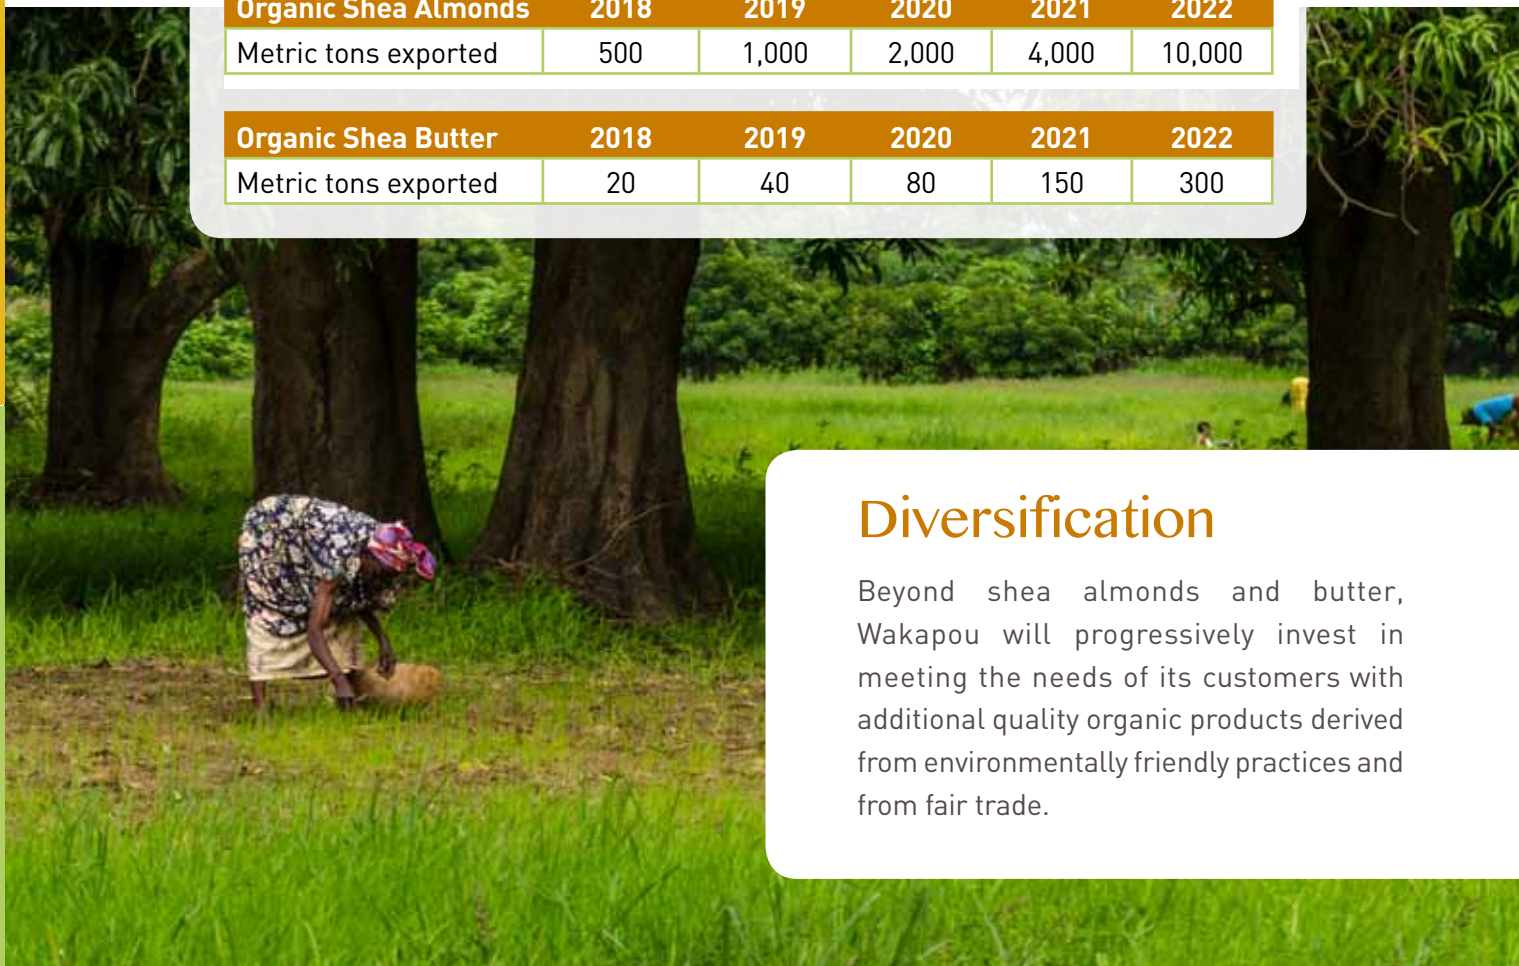 Organic Shea Almonds 2018 2019 2020 2021 2022
Metric tons exported 500 1,000 2,000 4,000 10,000
Organic Shea Butter 2018 2019 2020 2021 2022
Metric tons exported 20 40 80 150 300
Diversification
Beyond shea almonds and butter,
Wakapou will progressively invest in
meeting the needs of its customers with
additional quality organic products derived
from environmentally friendly practices and
from fair trade.